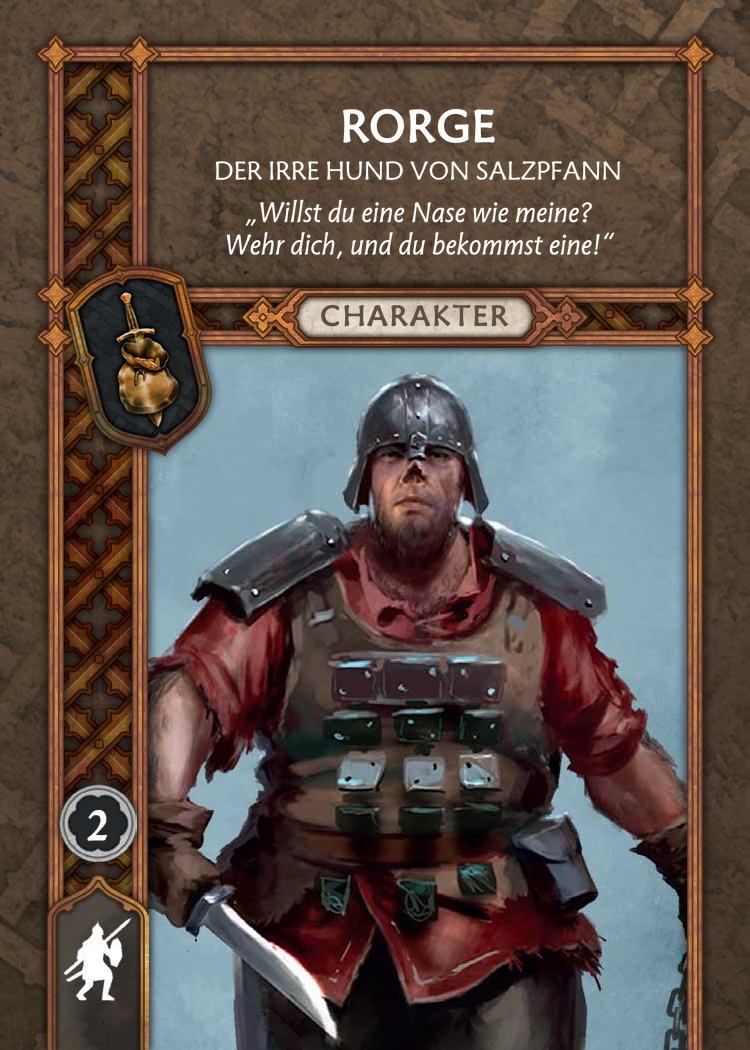 RORGE
DER IRRE HUND VON SALZPFANN
„Willst du eine Nase wie meine?
Wehr dich, und du bekommst eine!“
CHARAKTER
2